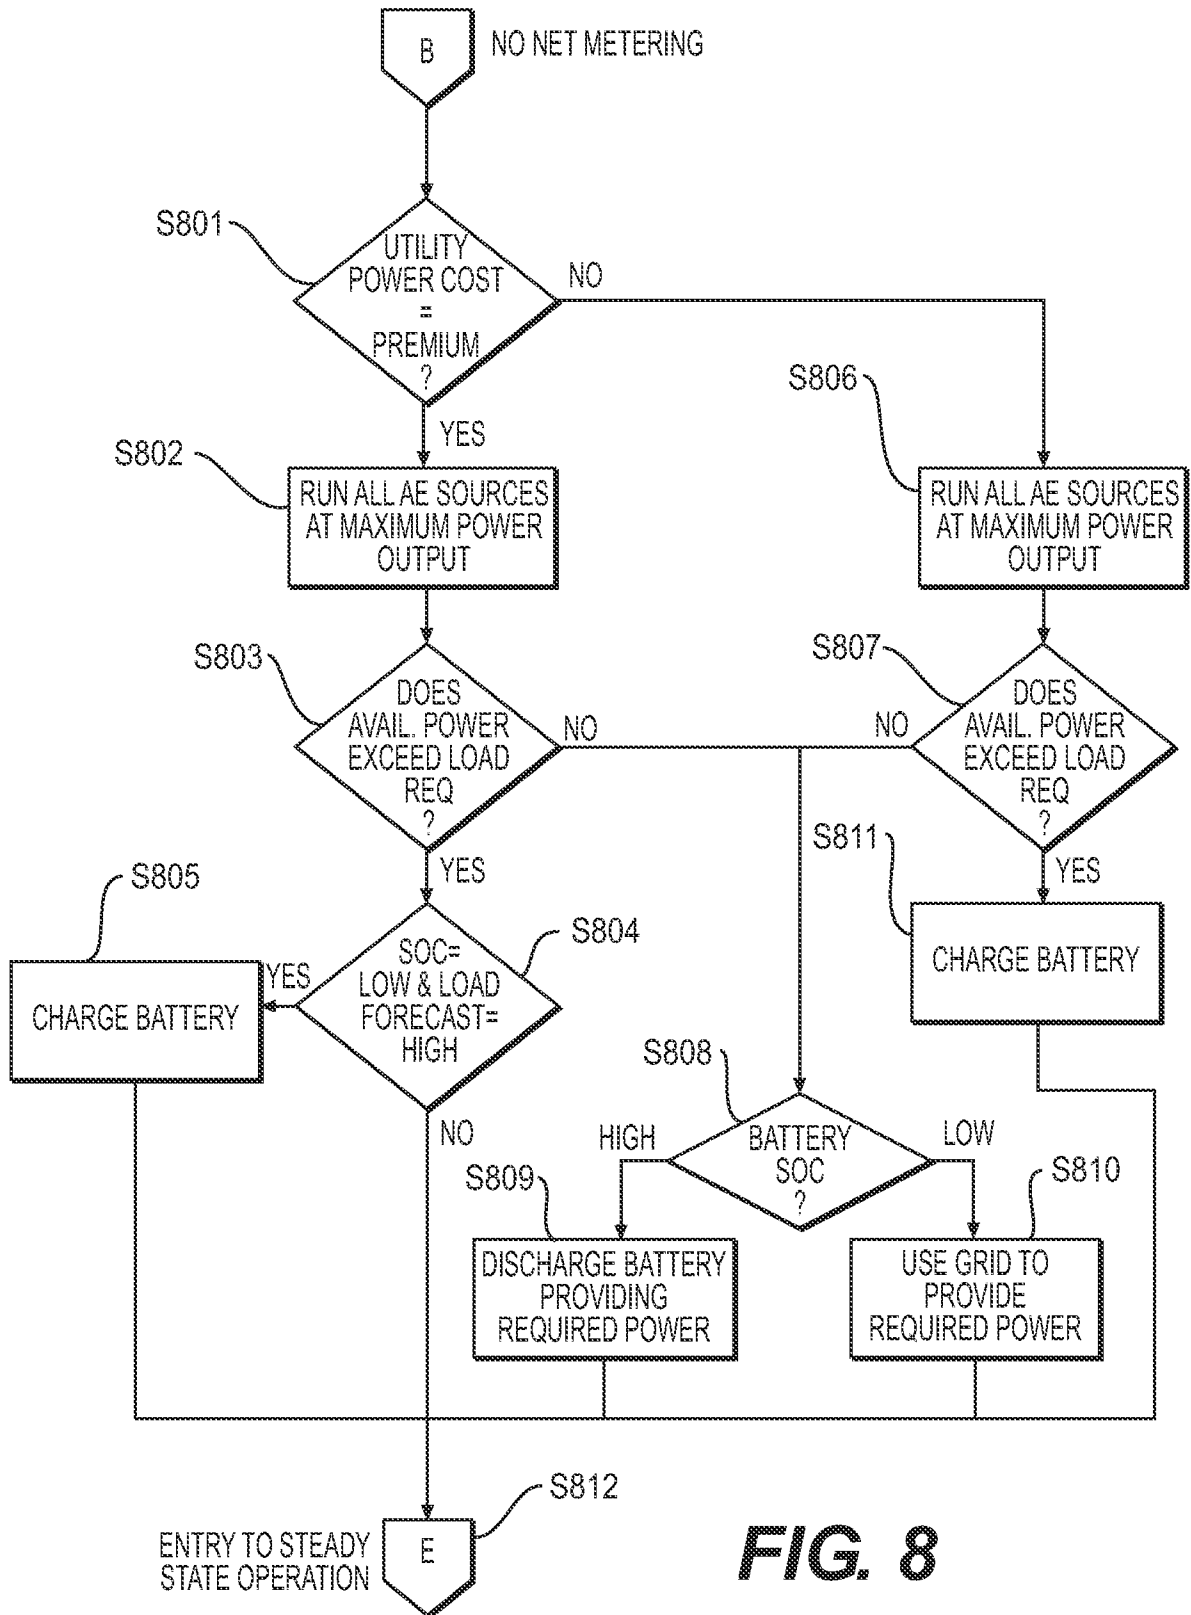 B
NO NET METERING
S801
UTILITY
POWER COST
=
PREMIUM
?
NO
YES
S802
RUN ALL AE SOURCES
AT MAXIMUM POWER
OUTPUT
S806
RUN ALL AE SOURCES
AT MAXIMUM POWER
OUTPUT
S803
DOES
AVAIL. POWER
EXCEED LOAD
REQ
?
NO
YES
S807
DOES
AVAIL. POWER
EXCEED LOAD
REQ
?
NO
YES
S805
CHARGE BATTERY
S804
SOC=
LOW & LOAD
FORECAST=
HIGH
YES
NO
S811
CHARGE BATTERY
S808
BATTERY
SOC
?
HIGH
LOW
S809
DISCHARGE BATTERY
PROVIDING
REQUIRED POWER
S810
USE GRID TO
PROVIDE
REQUIRED POWER
S812
E
ENTRY TO STEADY
STATE OPERATION
FIG. 8